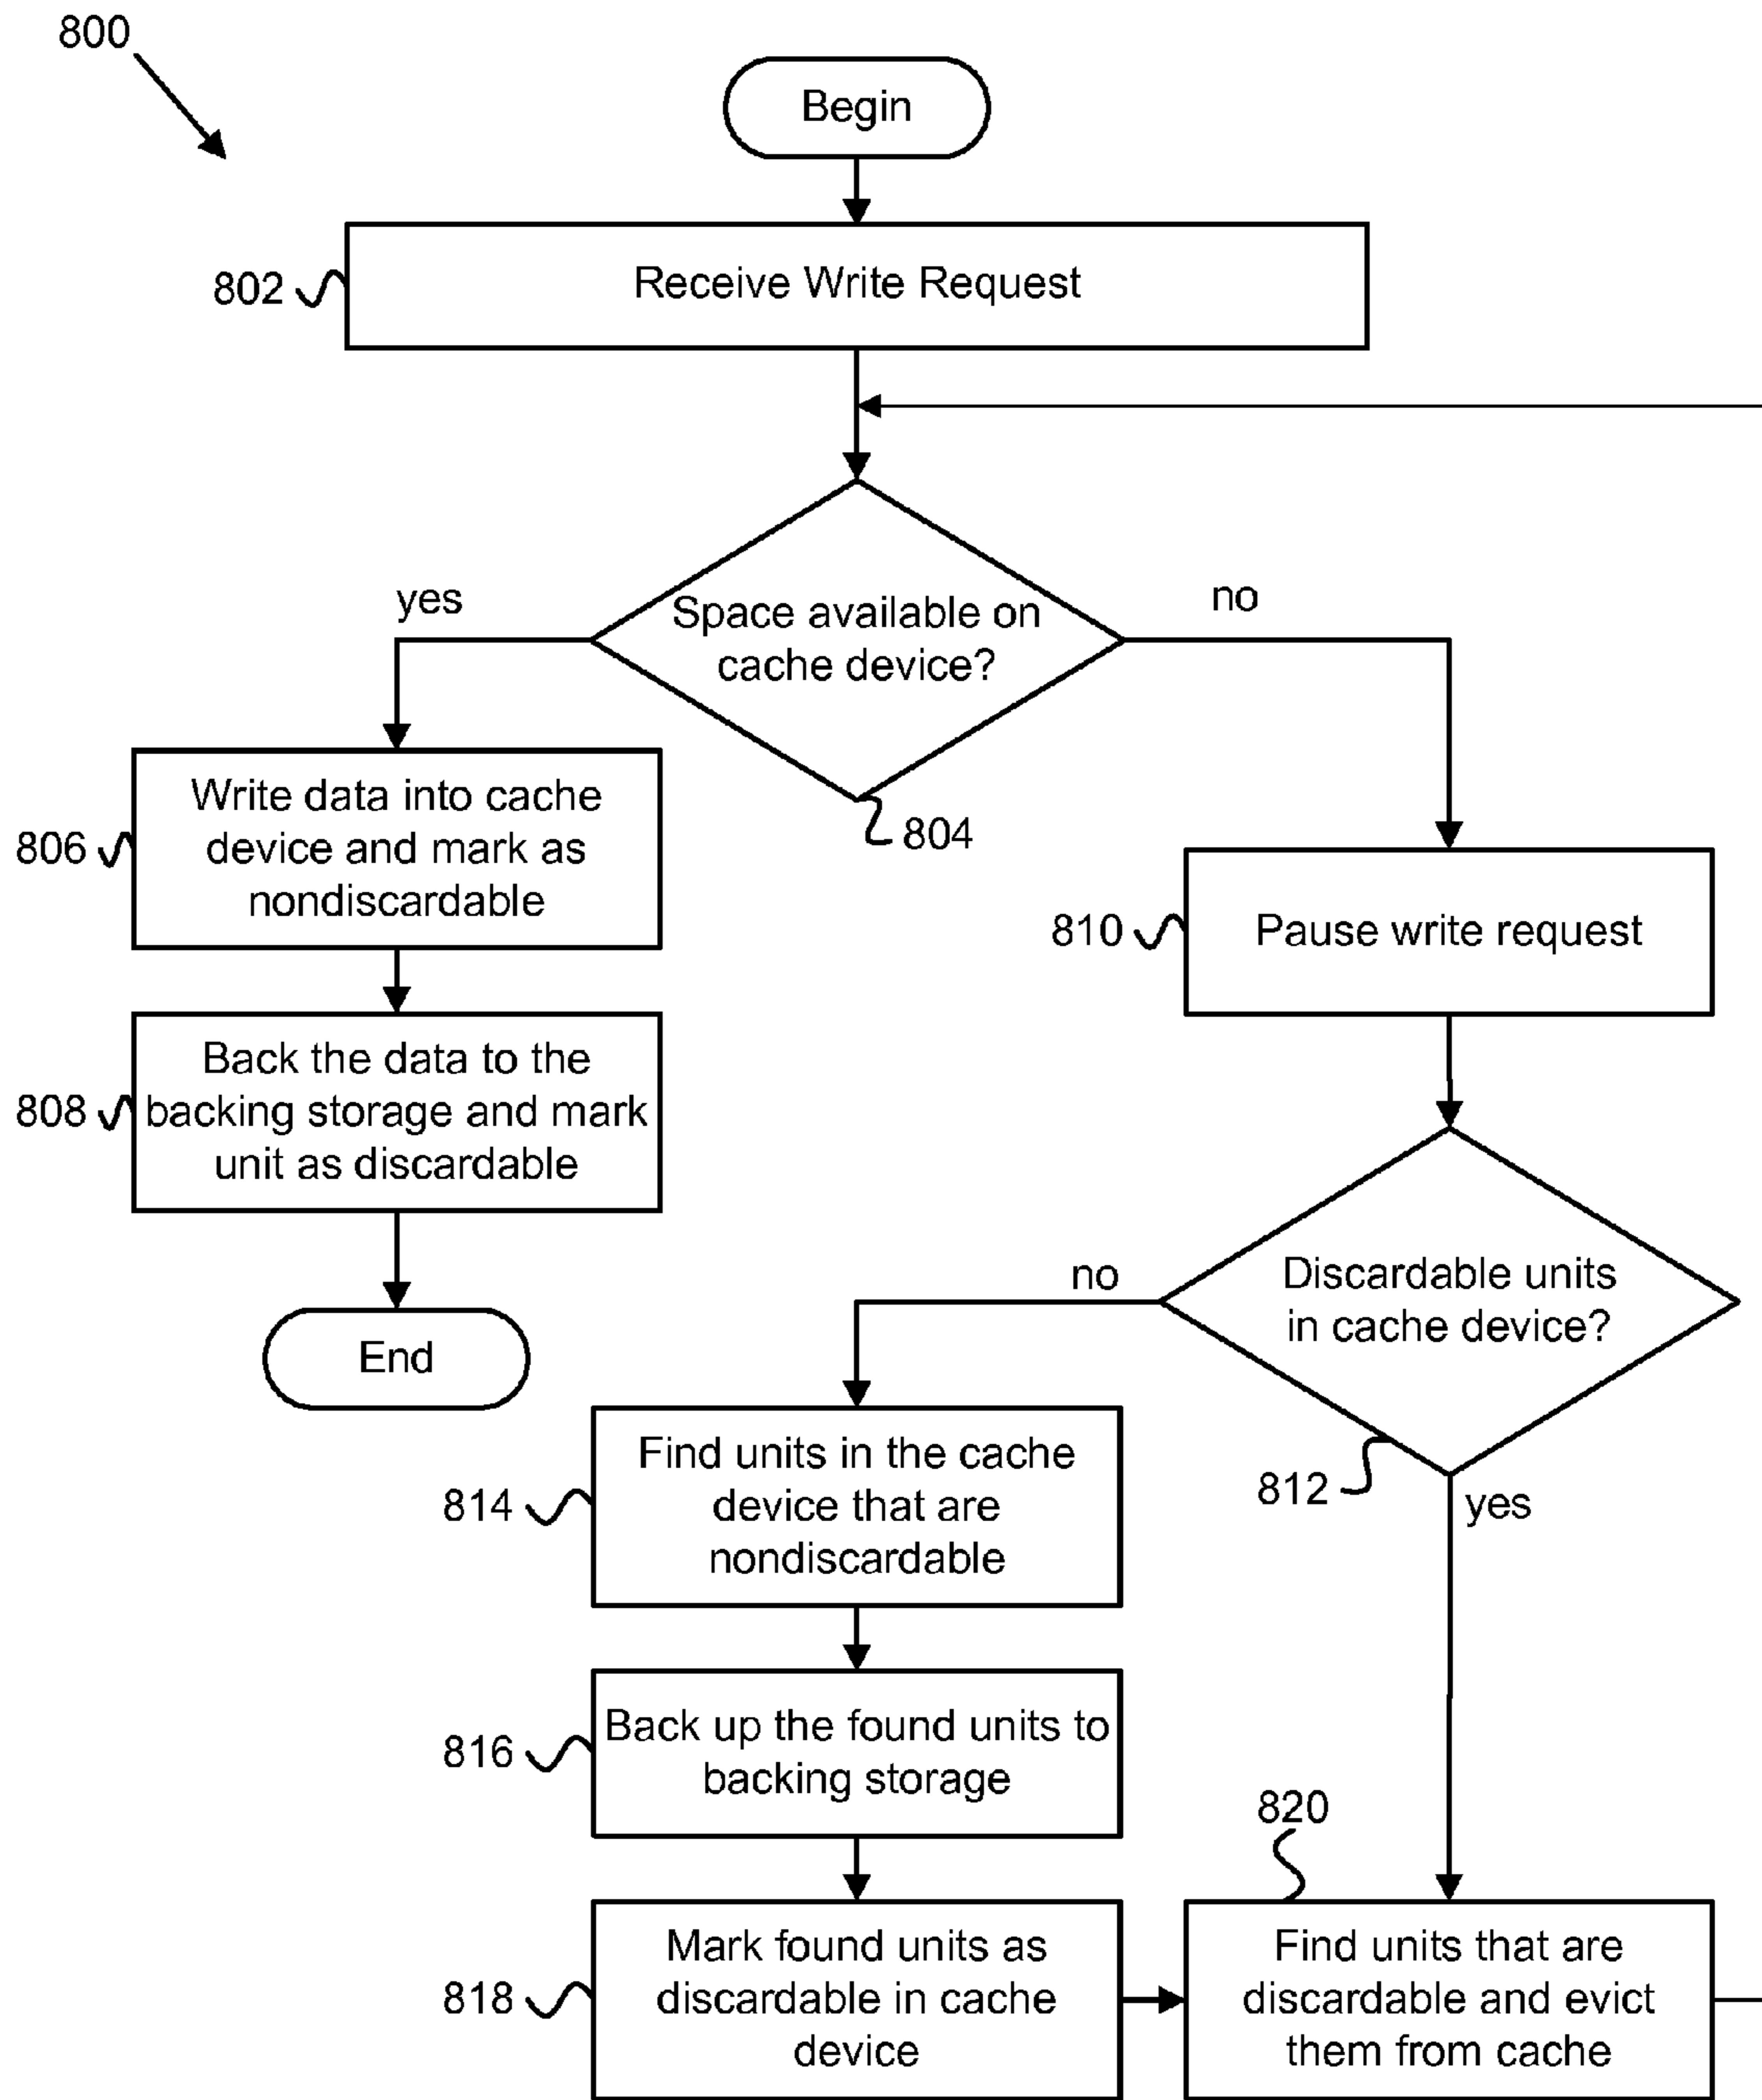 800
Begin
802
Receive Write Request
yes
no
Space available on
cache device?
804
806
Write data into cache
device and mark as
nondiscardable
810
Pause write request
808
Back the data to the
backing storage and mark
unit as discardable
End
no
Discardable units
in cache device?
812
yes
814
Find units in the cache
device that are
nondiscardable
816
Back up the found units to
backing storage
820
818
Mark found units as
discardable in cache
device
Find units that are
discardable and evict
them from cache